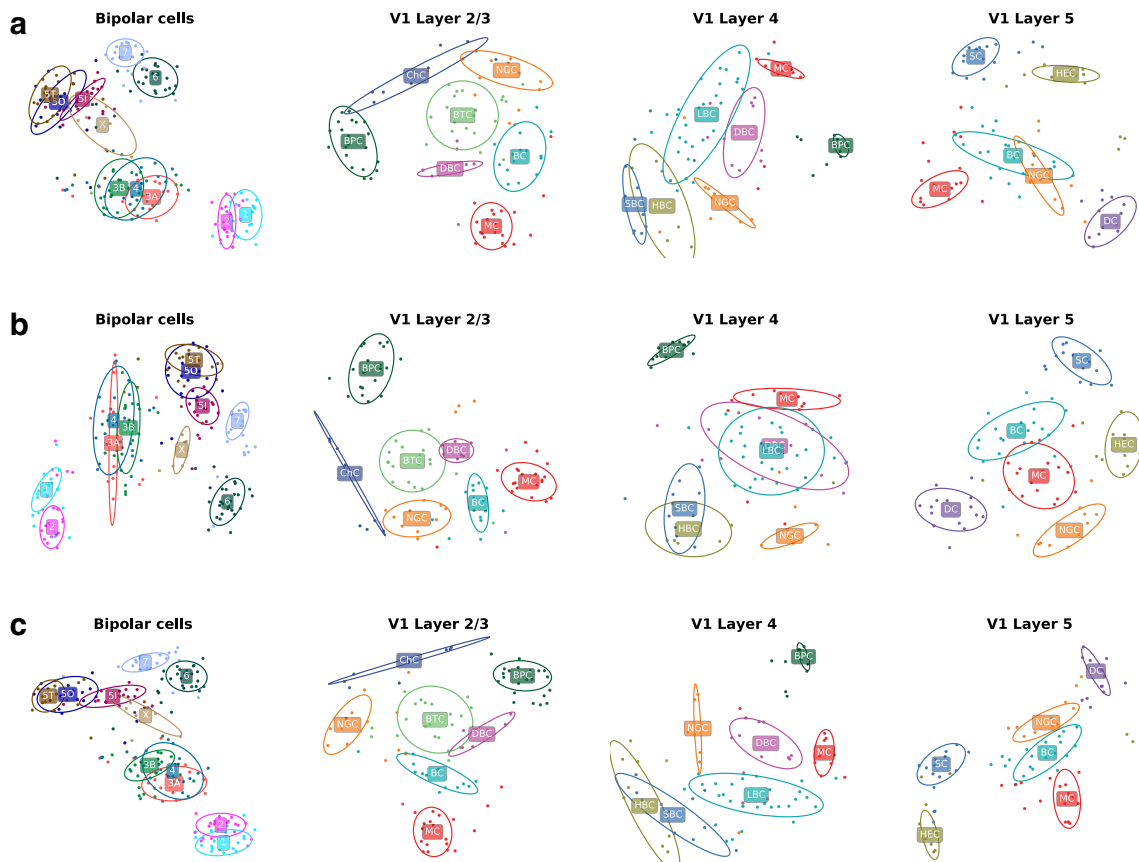 a
Bipolar cells
V1 Layer 2/3
V1 Layer 4
V1 Layer 5
7
6
5T
5O
5I
X
3B
4
3A
2
1
ChC
NGC
BTC
BPC
DBC
BC
MC
MC
LBC
DBC
BPC
SBC
HBC
NGC
SC
HEC
BC
NGC
MC
DC
b
Bipolar cells
V1 Layer 2/3
V1 Layer 4
V1 Layer 5
5T
5O
5I
7
4
3B
3A
X
1
2
6
BPC
DBC
BTC
ChC
MC
BC
NGC
BPC
MC
LBC
SBC
HBC
NGC
SC
BC
HEC
MC
DC
NGC
c
Bipolar cells
V1 Layer 2/3
V1 Layer 4
V1 Layer 5
7
6
5T
5O
5I
X
3B
4
3A
2
1
ChC
BPC
NGC
BTC
DBC
BC
MC
BPC
NGC
DBC
MC
LBC
HBC
SBC
DC
NGC
BC
SC
MC
HEC